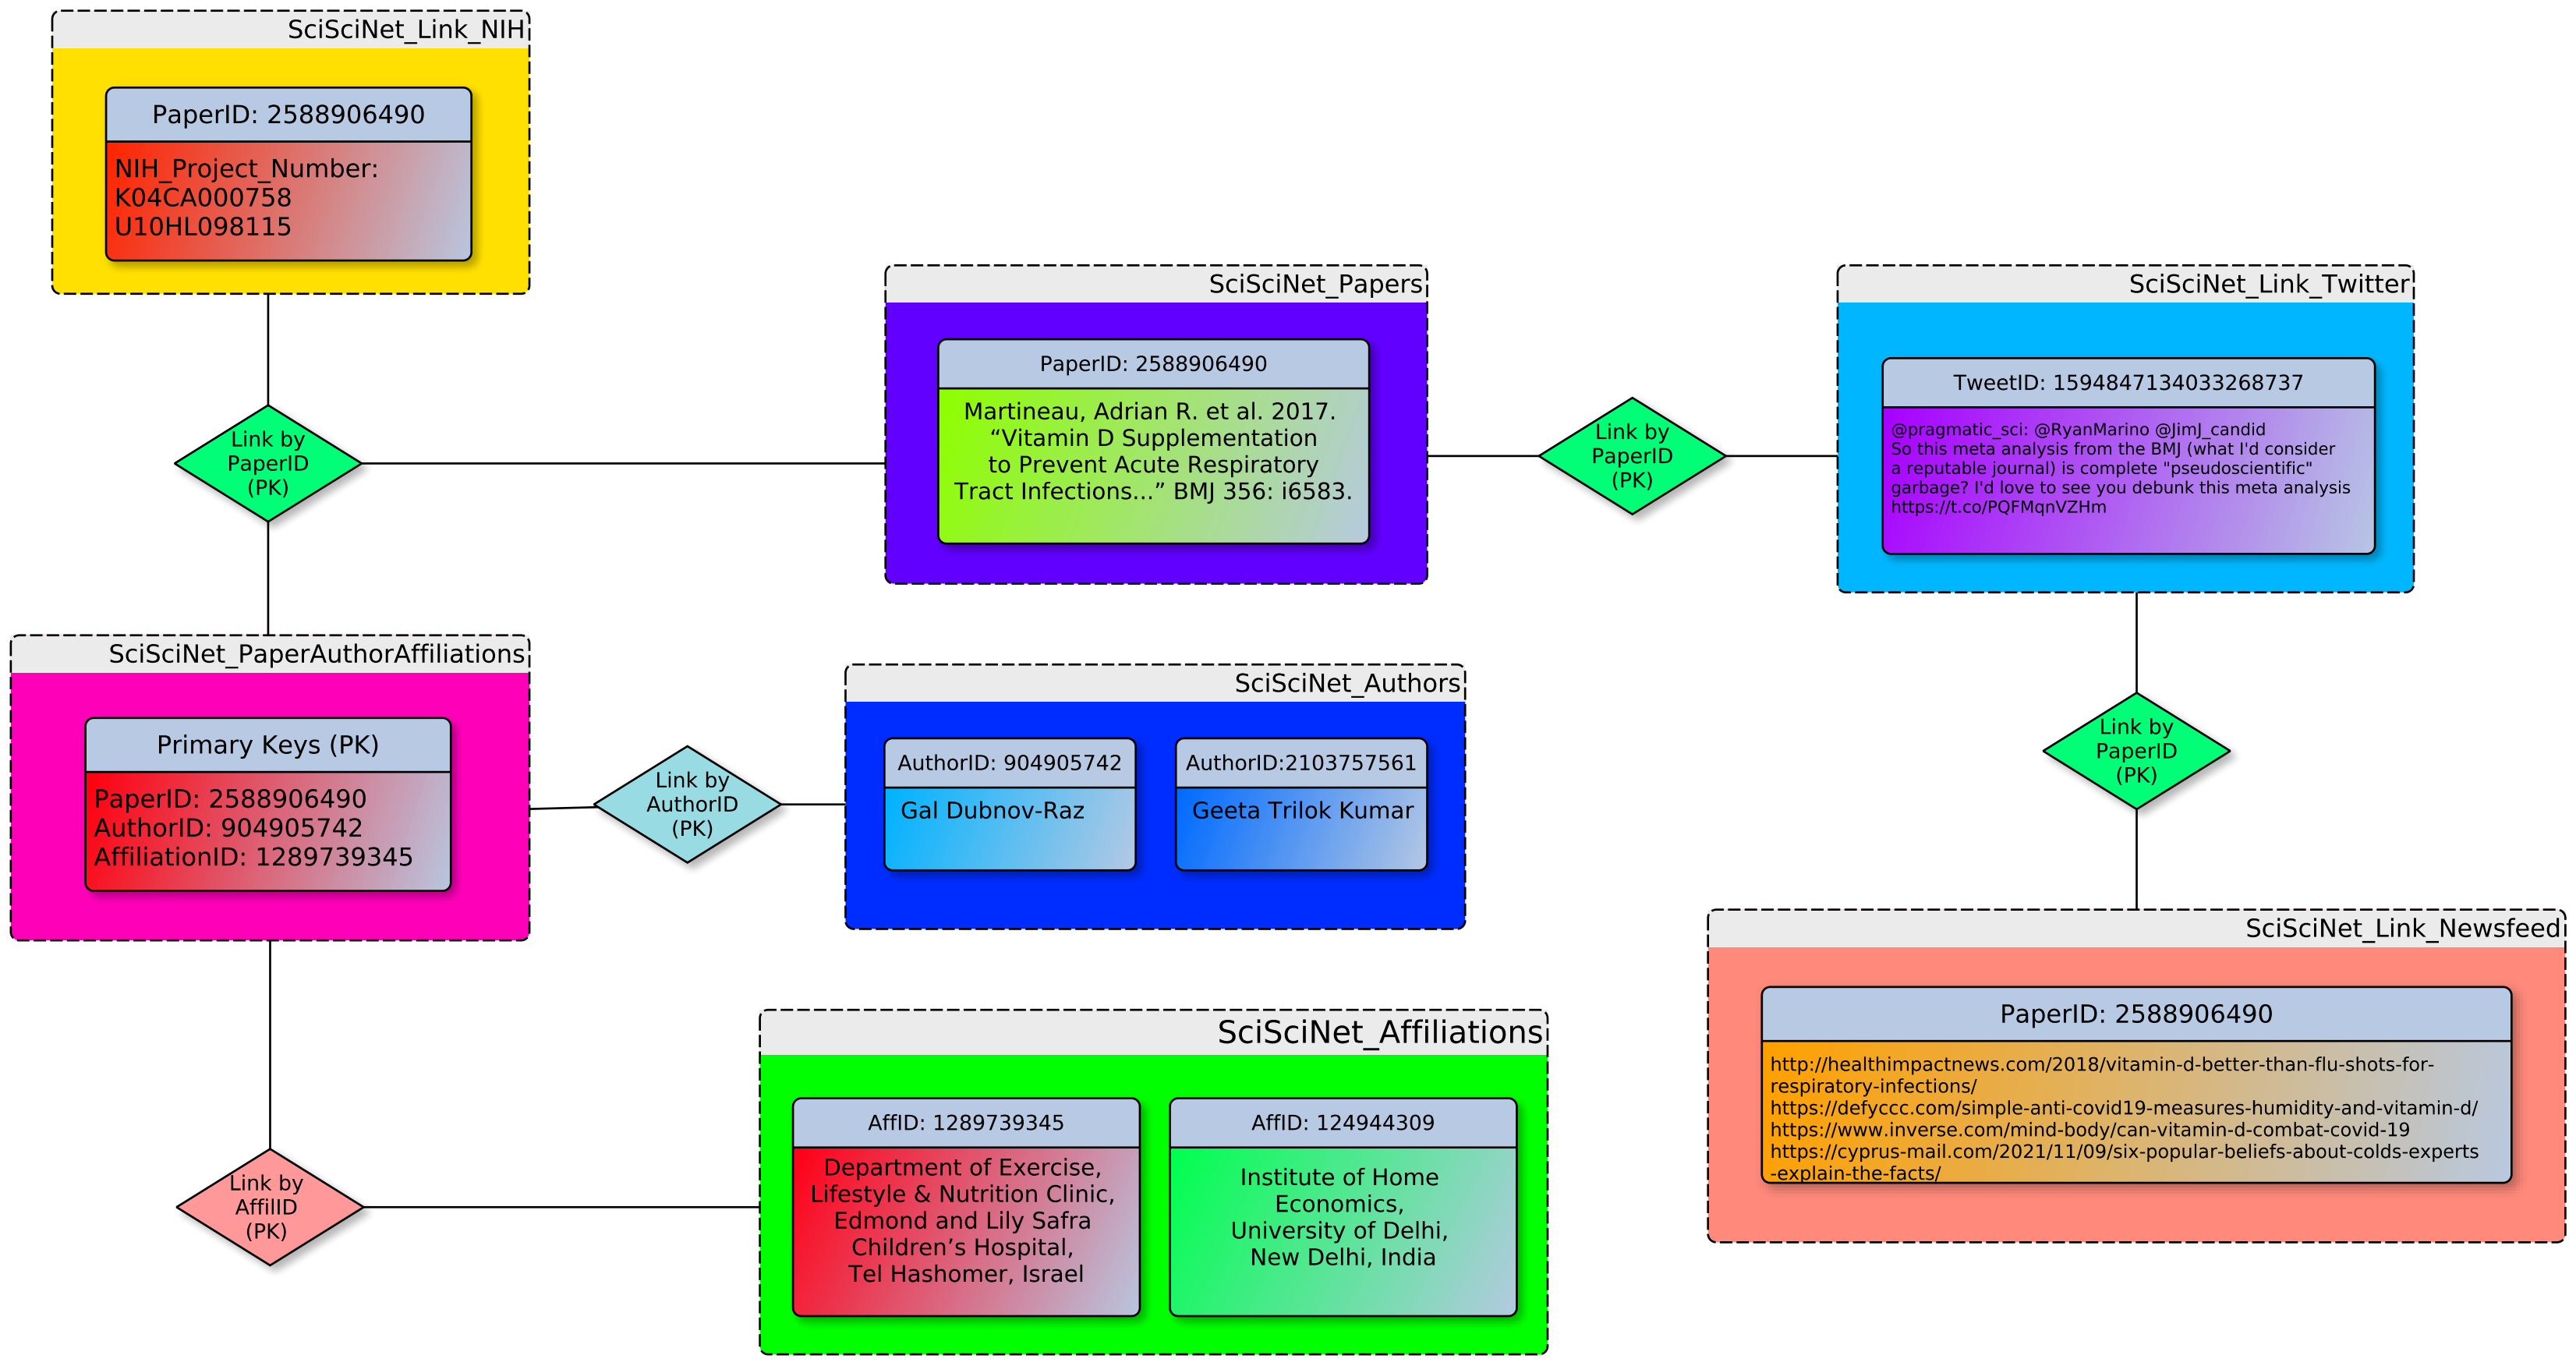 SciSciNet_Link_NIH
PaperID: 2588906490
NIH_Project_Number:
K04CA000758
U10HL098115
Link by
PaperID
(PK)
SciSciNet_Papers
PaperID: 2588906490
Martineau, Adrian R. et al. 2017.
“Vitamin D Supplementation
to Prevent Acute Respiratory
Tract Infections...” BMJ 356: i6583.
Link by
PaperID
(PK)
SciSciNet_Link_Twitter
TweetID: 1594847134033268737
@pragmatic_sci: @RyanMarino @JimJ_candid
So this meta analysis from the BMJ (what I'd consider
a reputable journal) is complete "pseudoscientific"
garbage? I'd love to see you debunk this meta analysis
https://t.co/PQFMqnVZHm
SciSciNet_PaperAuthorAffiliations
Primary Keys (PK)
PaperID: 2588906490
AuthorID: 904905742
AffiliationID: 1289739345
Link by
AuthorID
(PK)
SciSciNet_Authors
AuthorID: 904905742
Gal Dubnov-Raz
AuthorID:2103757561
Geeta Trilok Kumar
Link by
PaperID
(PK)
SciSciNet_Link_Newsfeed
PaperID: 2588906490
http://healthimpactnews.com/2018/vitamin-d-better-than-flu-shots-for-
respiratory-infections/
https://defyccc.com/simple-anti-covid19-measures-humidity-and-vitamin-d/
https://www.inverse.com/mind-body/can-vitamin-d-combat-covid-19
https://cyprus-mail.com/2021/11/09/six-popular-beliefs-about-colds-experts
-explain-the-facts/
Link by
AffilID
(PK)
SciSciNet_Affiliations
AffID: 1289739345
Department of Exercise,
Lifestyle & Nutrition Clinic,
Edmond and Lily Safra
Children’s Hospital,
Tel Hashomer, Israel
AffID: 124944309
Institute of Home
Economics,
University of Delhi,
New Delhi, India